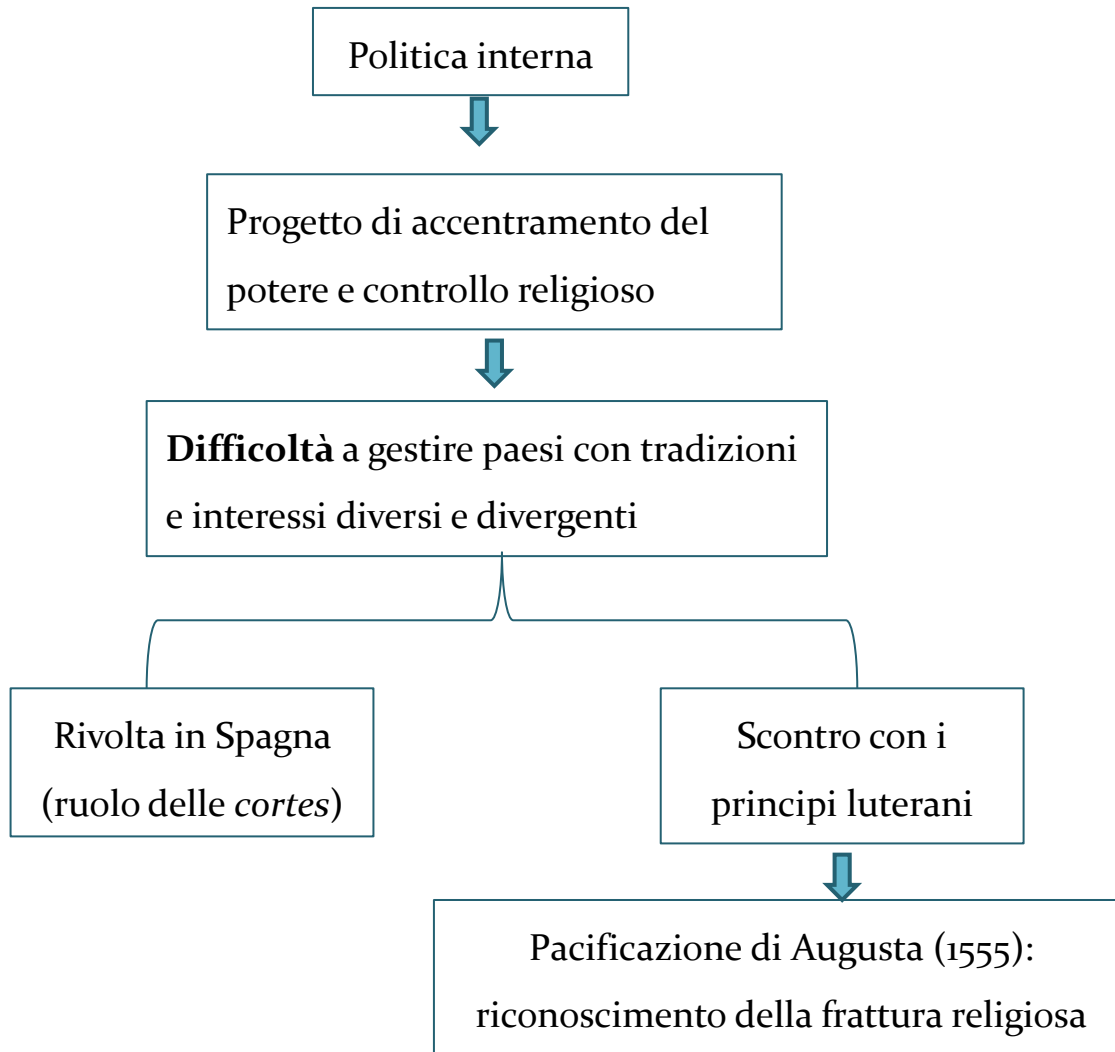 Politica interna
Progetto di accentramento del
potere e controllo religioso
Difficoltà a gestire paesi con tradizioni
e interessi diversi e divergenti
Rivolta in Spagna
(ruolo delle cortes)
Scontro con i
principi luterani
Pacificazione di Augusta (1555):
riconoscimento della frattura religiosa